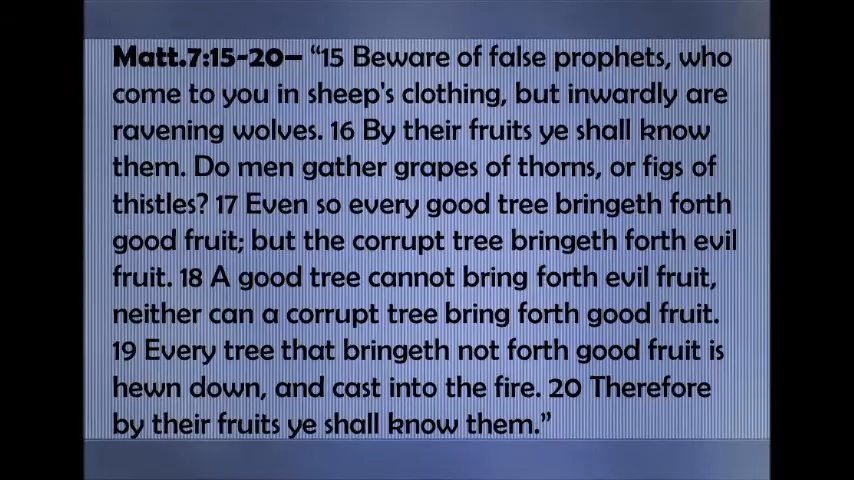 Matt.7:15-20– “15 Beware of false prophets, who
come to you in sheep's clothing, but inwardly are
ravening wolves. 16 By their fruits ye shall know
them. Do men gather grapes of thorns, or figs of
thistles? 17 Even so every good tree bringeth forth
good fruit; but the corrupt tree bringeth forth evil
fruit. 18 A good tree cannot bring forth evil fruit,
neither can a corrupt tree bring forth good fruit.
19 Every tree that bringeth not forth good fruit is
hewn down, and cast into the fire. 20 Therefore
by their fruits ye shall know them.”